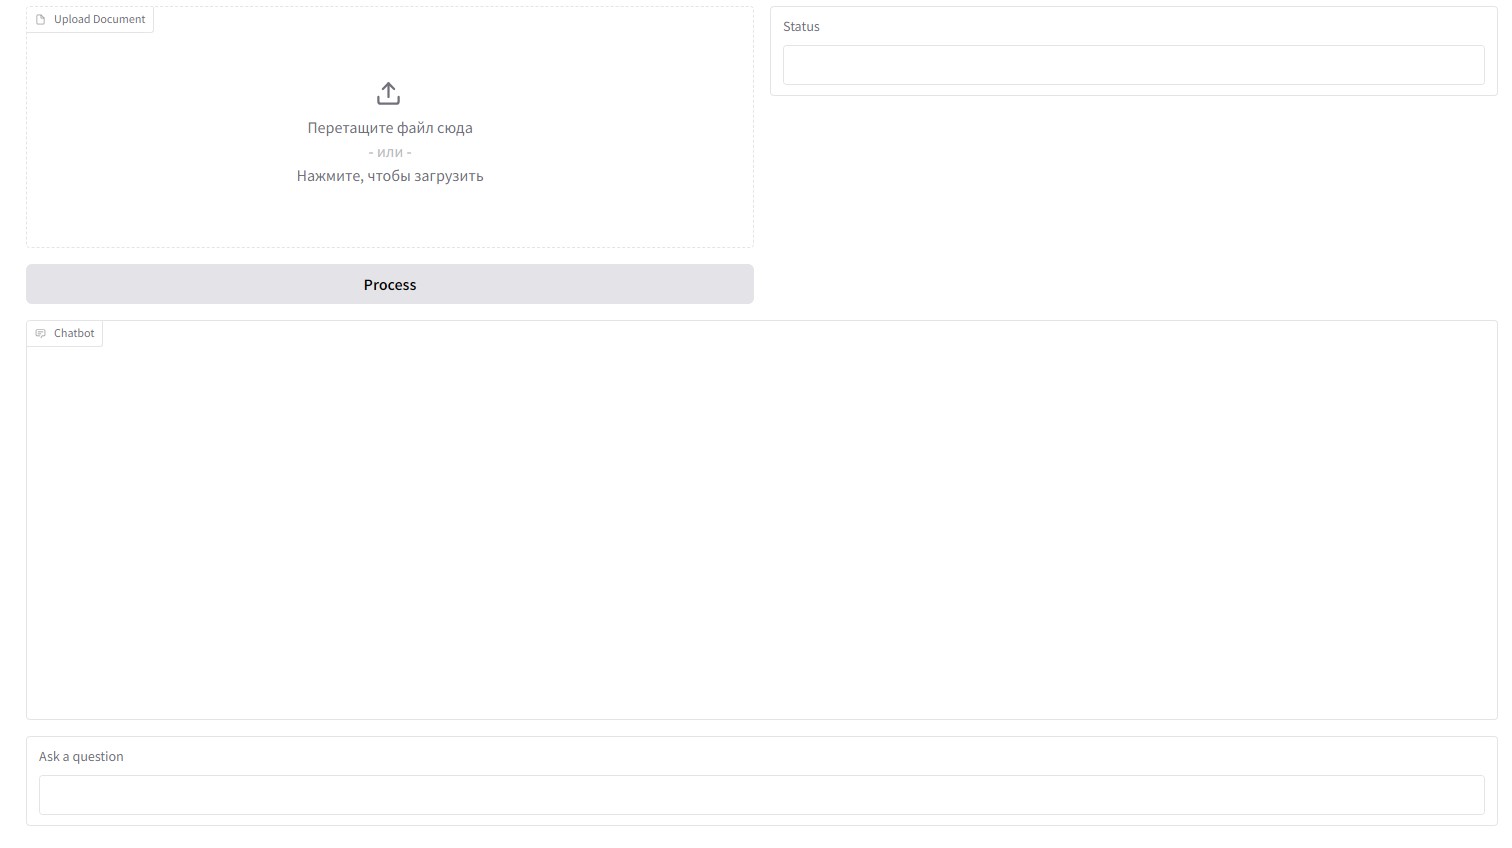 Upload Document
Перетащите файл сюда
- или -
Нажмите, чтобы загрузить
Process
Status
Chatbot
Ask a question